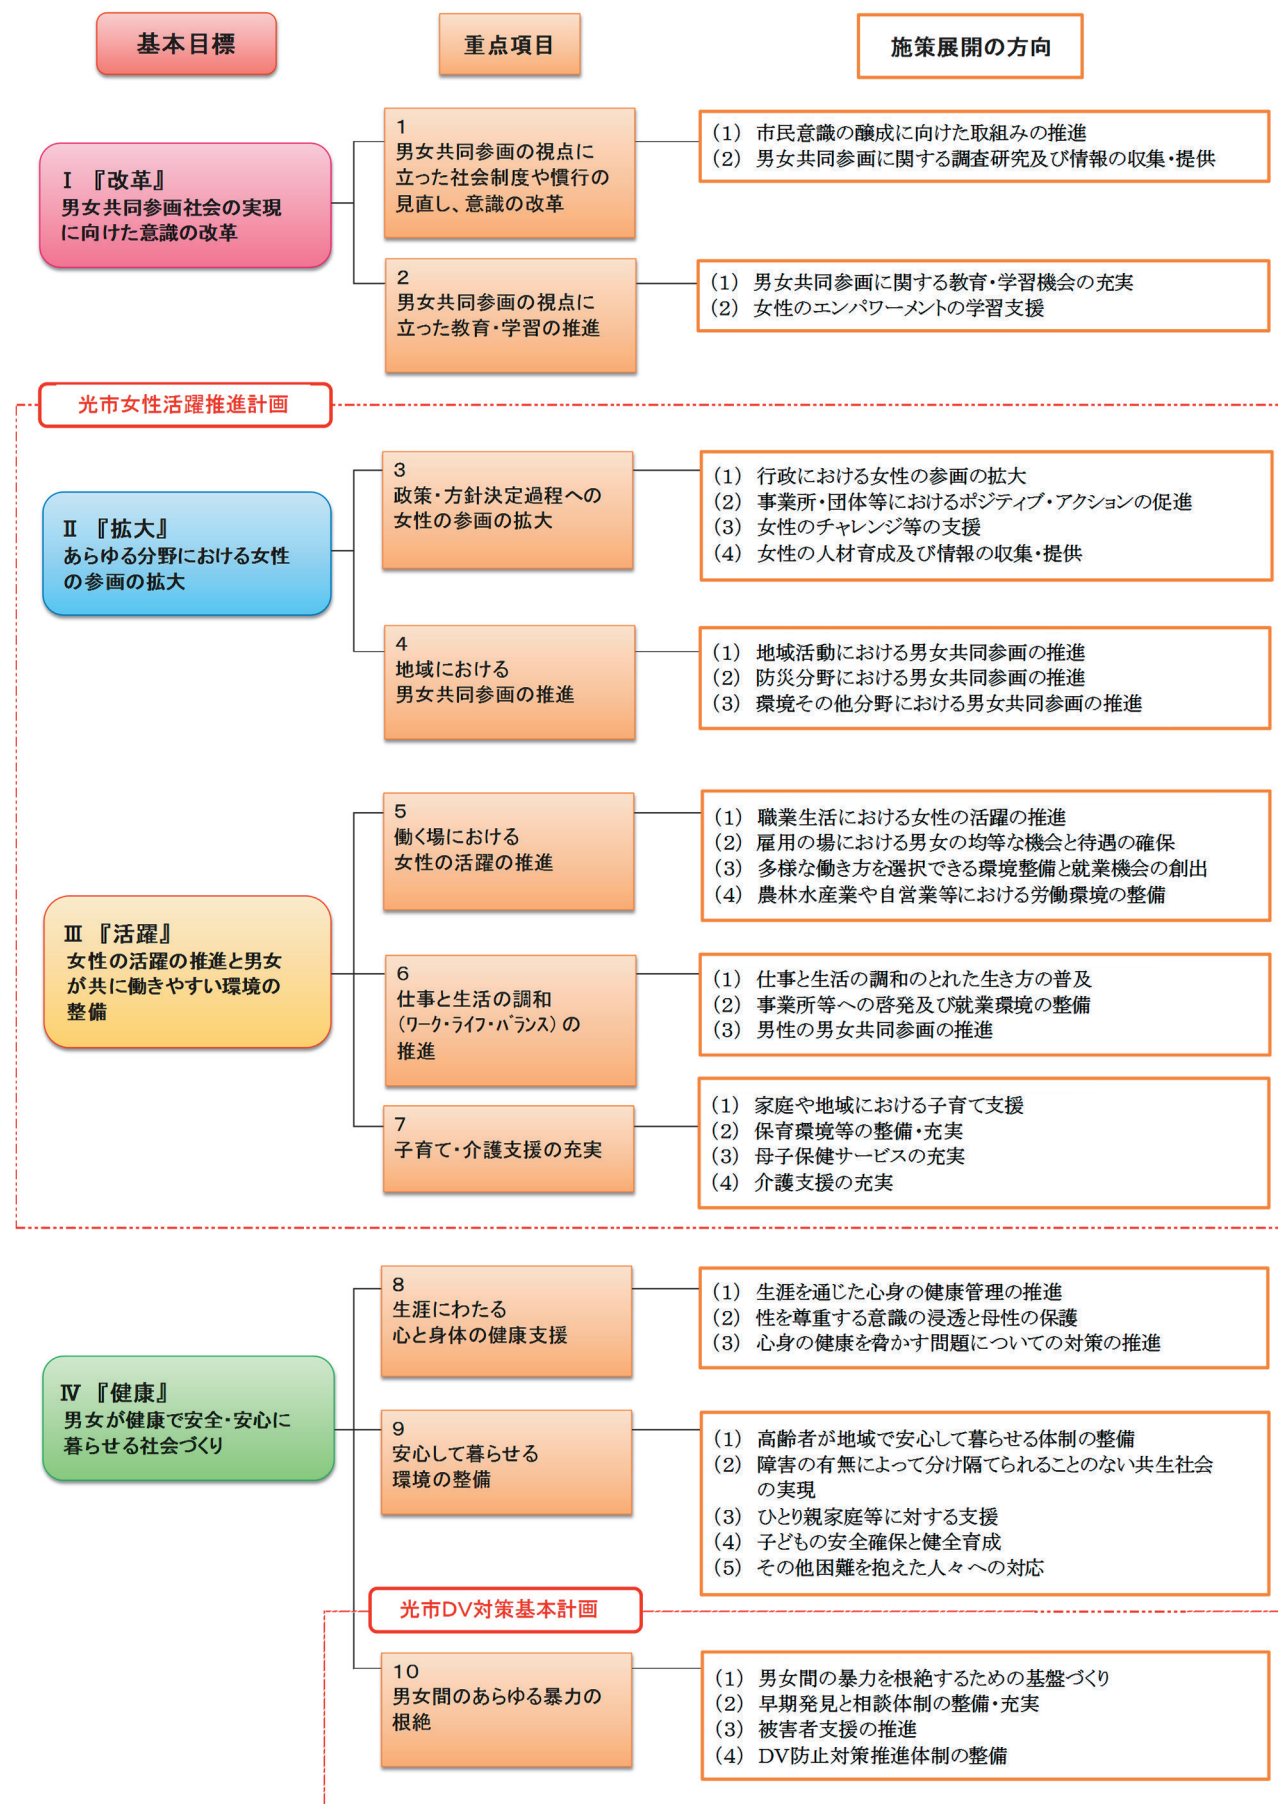 基本目標
重点項目
施策展開の方向
Ⅰ 『改革』
男女共同参画社会の実現
に向けた意識の改革
1
男女共同参画の視点に
立った社会制度や慣行の
見直し、意識の改革
(1) 市民意識の醸成に向けた取組みの推進
(2) 男女共同参画に関する調査研究及び情報の収集・提供
2
男女共同参画の視点に
立った教育・学習の推進
(1) 男女共同参画に関する教育・学習機会の充実
(2) 女性のエンパワーメントの学習支援
光市女性活躍推進計画
Ⅱ 『拡大』
あらゆる分野における女性
の参画の拡大
3
政策・方針決定過程への
女性の参画の拡大
(1) 行政における女性の参画の拡大
(2) 事業所・団体等におけるポジティブ・アクションの促進
(3) 女性のチャレンジ等の支援
(4) 女性の人材育成及び情報の収集・提供
4
地域における
男女共同参画の推進
(1) 地域活動における男女共同参画の推進
(2) 防災分野における男女共同参画の推進
(3) 環境その他分野における男女共同参画の推進
Ⅲ 『活躍』
女性の活躍の推進と男女
が共に働きやすい環境の
整備
5
働く場における
女性の活躍の推進
(1) 職業生活における女性の活躍の推進
(2) 雇用の場における男女の均等な機会と待遇の確保
(3) 多様な働き方を選択できる環境整備と就業機会の創出
(4) 農林水産業や自営業等における労働環境の整備
6
仕事と生活の調和
(ワーク・ライフ・バランス)の
推進
(1) 仕事と生活の調和のとれた生き方の普及
(2) 事業所等への啓発及び就業環境の整備
(3) 男性の男女共同参画の推進
7
子育て・介護支援の充実
(1) 家庭や地域における子育て支援
(2) 保育環境等の整備・充実
(3) 母子保健サービスの充実
(4) 介護支援の充実
Ⅳ 『健康』
男女が健康で安全・安心に
暮らせる社会づくり
8
生涯にわたる
心と身体の健康支援
(1) 生涯を通じた心身の健康管理の推進
(2) 性を尊重する意識の浸透と母性の保護
(3) 心身の健康を脅かす問題についての対策の推進
9
安心して暮らせる
環境の整備
(1) 高齢者が地域で安心して暮らせる体制の整備
(2) 障害の有無によって分け隔てられることのない共生社会
の実現
(3) ひとり親家庭等に対する支援
(4) 子どもの安全確保と健全育成
(5) その他困難を抱えた人々への対応
光市DV対策基本計画
10
男女間のあらゆる暴力の
根絶
(1) 男女間の暴力を根絶するための基盤づくり
(2) 早期発見と相談体制の整備・充実
(3) 被害者支援の推進
(4) DV防止対策推進体制の整備